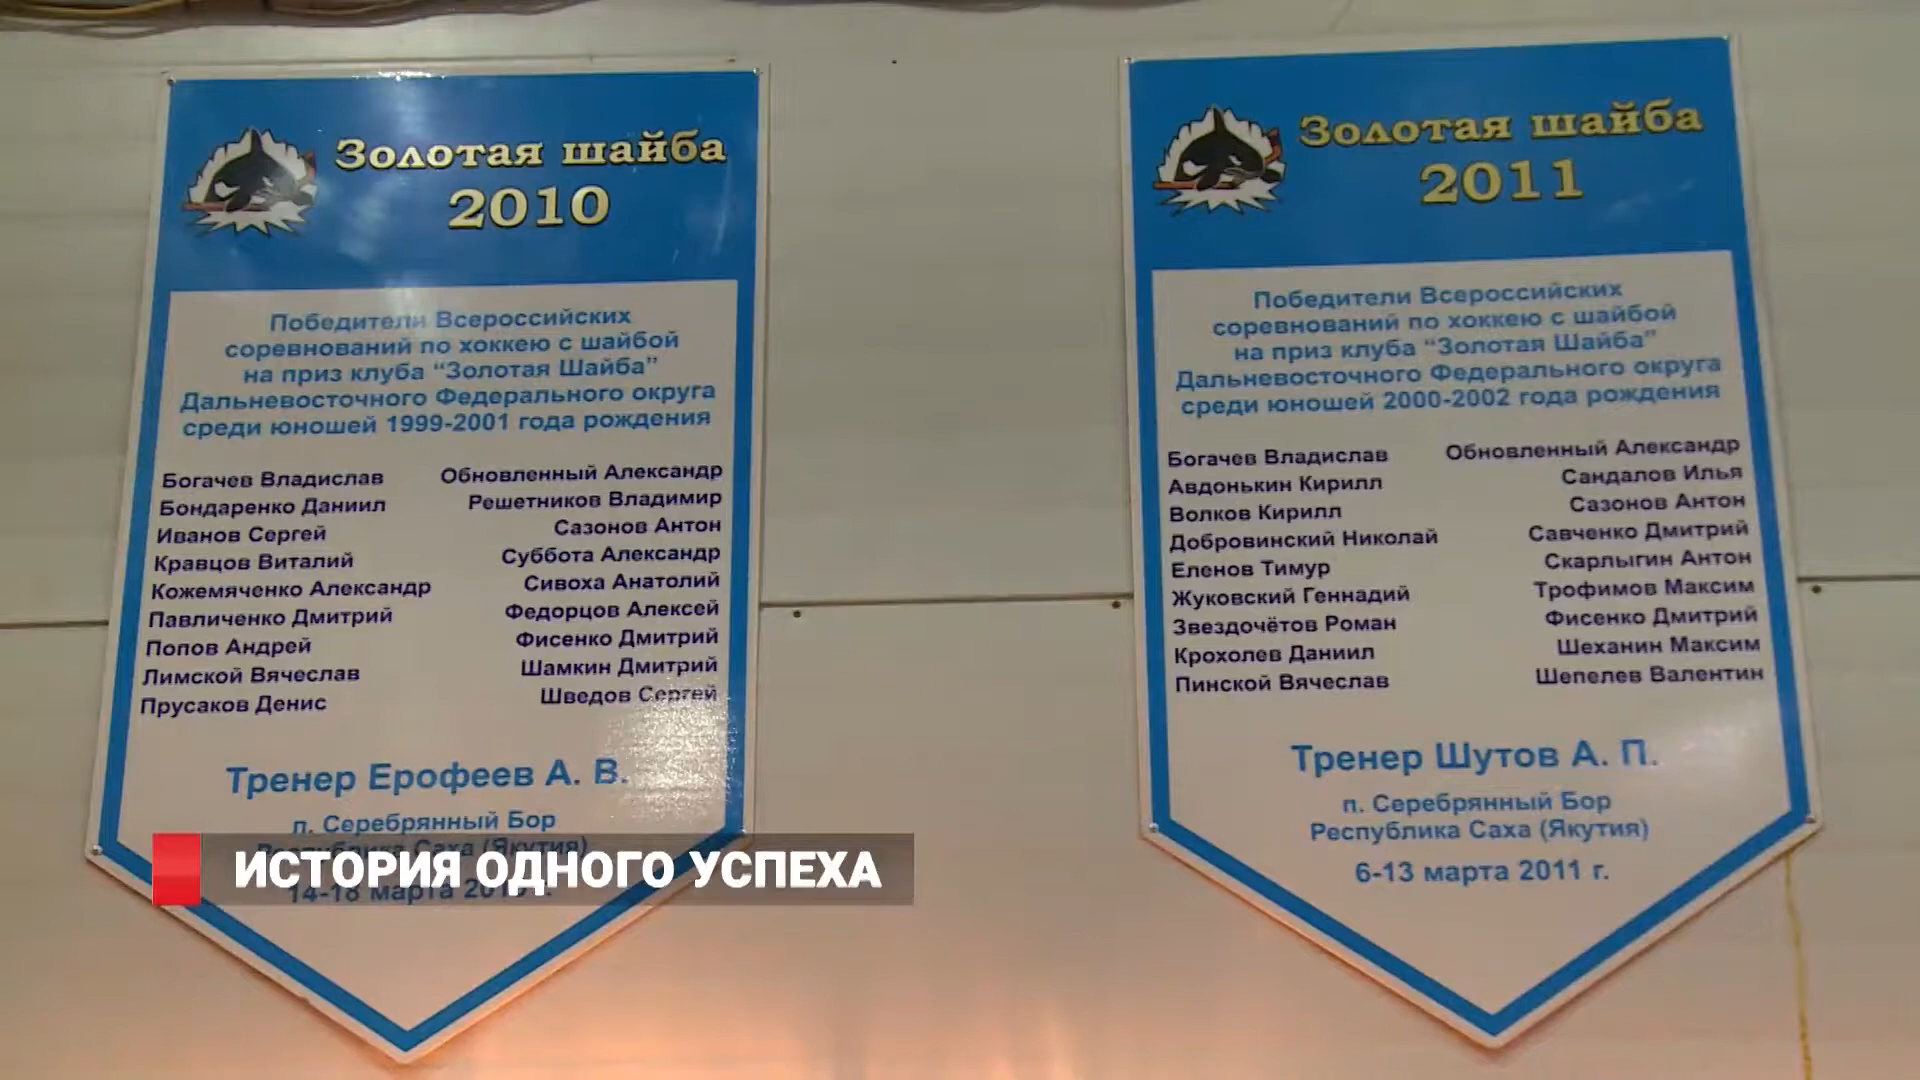 Золотая шайба
2010
Победители Всероссийских
соревнований по хоккею с шайбой
на приз клуба “Золотая Шайба”
Дальневосточного Федерального округа
среди юношей 1999-2001 года рождения
Богачев Владислав
Бондаренко Даниил
Иванов Сергей
Кравцов Виталий
Кожемяченко Александр
Павличенко Дмитрий
Попов Андрей
Лимской Вячеслав
Прусаков Денис
Обновленный Александр
Решетников Владимир
Сазонов Антон
Суббота Александр
Сивоха Анатолий
Федорцов Алексей
Фисенко Дмитрий
Шамкин Дмитрий
Шведов Сергей
Тренер Ерофеев А. В.
п. Серебрянный Бор
Республика Саха (Якутия)
14-18 марта 2010 г.
ИСТОРИЯ ОДНОГО УСПЕХА
Золотая шайба
2011
Победители Всероссийских
соревнований по хоккею с шайбой
на приз клуба “Золотая Шайба”
Дальневосточного Федерального округа
среди юношей 2000-2002 года рождения
Богачев Владислав
Авдонькин Кирилл
Волков Кирилл
Добровинский Николай
Еленов Тимур
Жуковский Геннадий
Звездочётов Роман
Крохолев Даниил
Пинской Вячеслав
Обновленный Александр
Сандалов Илья
Сазонов Антон
Савченко Дмитрий
Скарлыгин Антон
Трофимов Максим
Фисенко Дмитрий
Шеханин Максим
Шепелев Валентин
Тренер Шутов А. П.
п. Серебрянный Бор
Республика Саха (Якутия)
6-13 марта 2011 г.